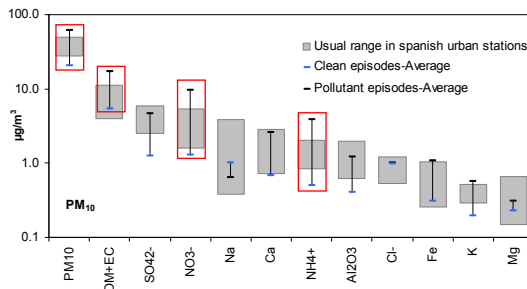 100.0
10.0
1.0
0.1
µg/m³
Usual range in spanish urban stations
Clean episodes-Average
Pollutant episodes-Average
PM₁₀
PM10
OM+EC
SO42-
NO3-
Na
Ca
NH4+
Al2O3
Cl-
Fe
K
Mg